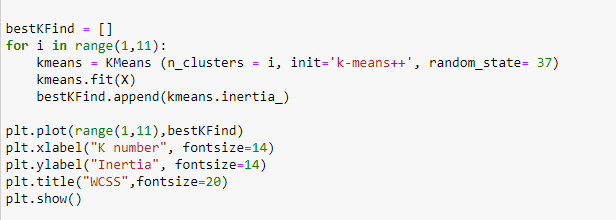 bestKFind = []
for i in range(1,11):
    kmeans = KMeans (n_clusters = i, init='k-means++', random_state= 37)
    kmeans.fit(X)
    bestKFind.append(kmeans.inertia_)
plt.plot(range(1,11),bestKFind)
plt.xlabel("K number", fontsize=14)
plt.ylabel("Inertia", fontsize=14)
plt.title("WCSS",fontsize=20)
plt.show()